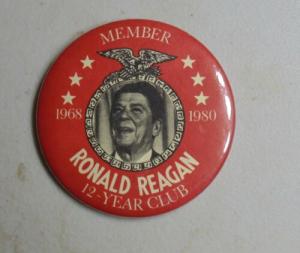 MEMBER
1968 1980
RONALD REAGAN
12-YEAR CLUB